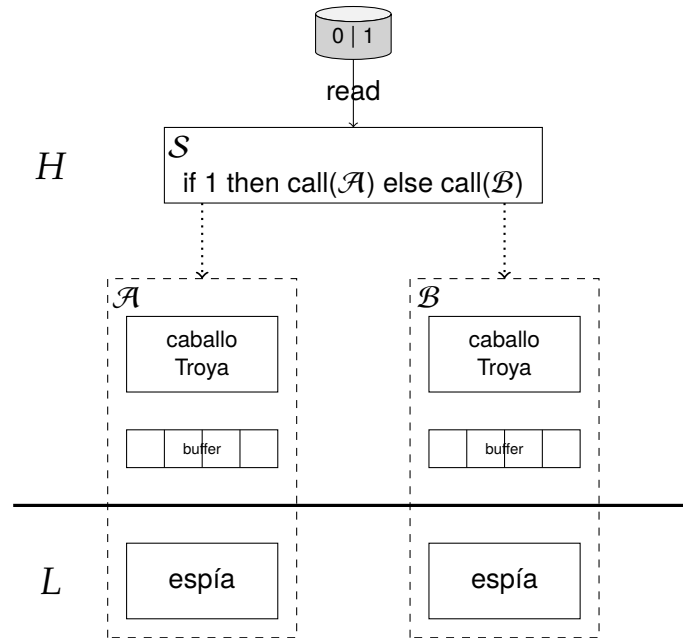 0 | 1
read
H
S
if 1 then call(A) else call(B)
A
B
caballo
Troya
caballo
Troya
buffer
buffer
L
espía
espía